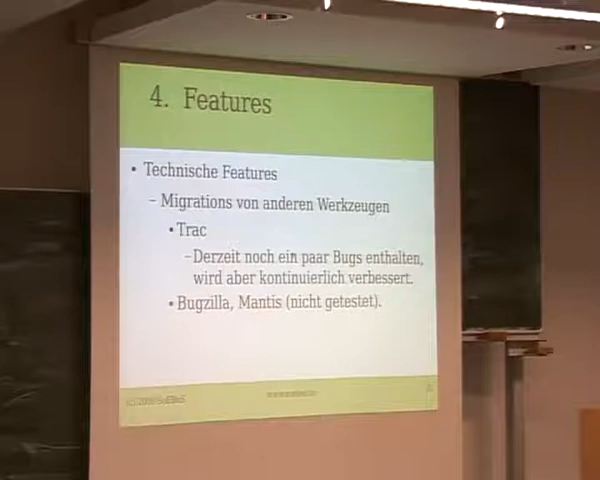 4. Features
• Technische Features
– Migrations von anderen Werkzeugen
• Trac
– Derzeit noch ein paar Bugs enthalten,
wird aber kontinuierlich verbessert.
• Bugzilla, Mantis (nicht getestet).